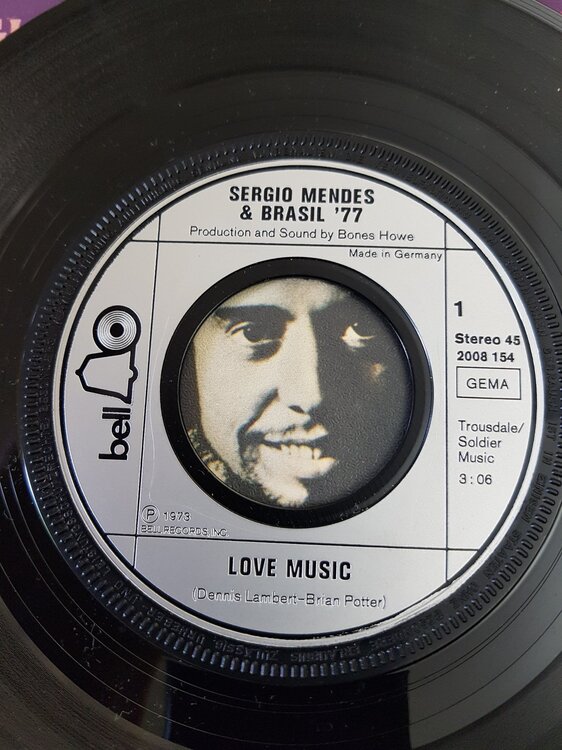 SERGIO MENDES
& BRASIL '77
Production and Sound by Bones Howe
Made in Germany
bell
1
Stereo 45
2008 154
GEMA
Trousdale/
Soldier
Music
3:06
Ⓟ 1973
BELL RECORDS, INC.
LOVE MUSIC
(Dennis Lambert-Brian Potter)